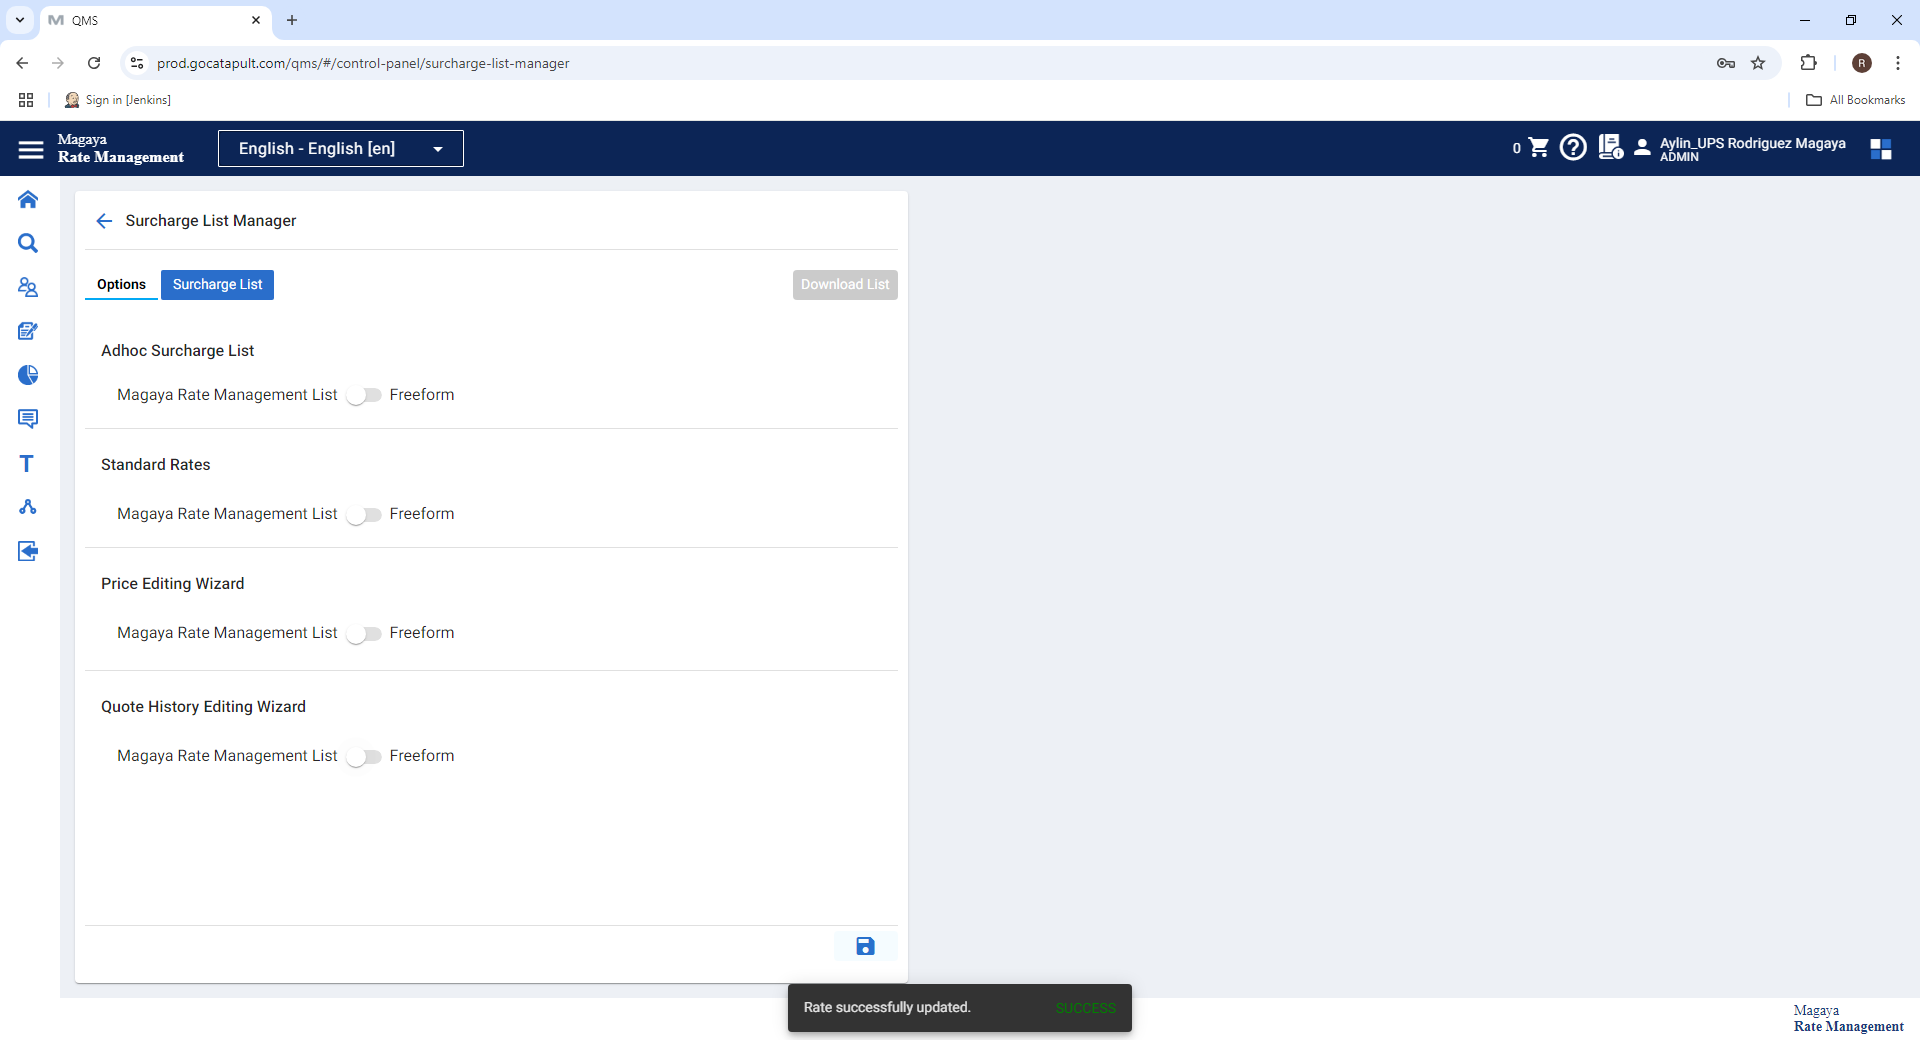 QMS
prod.gocatapult.com/qms/#/control-panel/surcharge-list-manager
R
Sign in [Jenkins]
All Bookmarks
Magaya
Rate Management
English - English [en]
0
Aylin_UPS Rodriguez Magaya
ADMIN
Surcharge List Manager
Options
Surcharge List
Download List
Adhoc Surcharge List
Magaya Rate Management List Freeform
Standard Rates
Magaya Rate Management List Freeform
Price Editing Wizard
Magaya Rate Management List Freeform
Quote History Editing Wizard
Magaya Rate Management List Freeform
Rate successfully updated. SUCCESS
Magaya
Rate Management